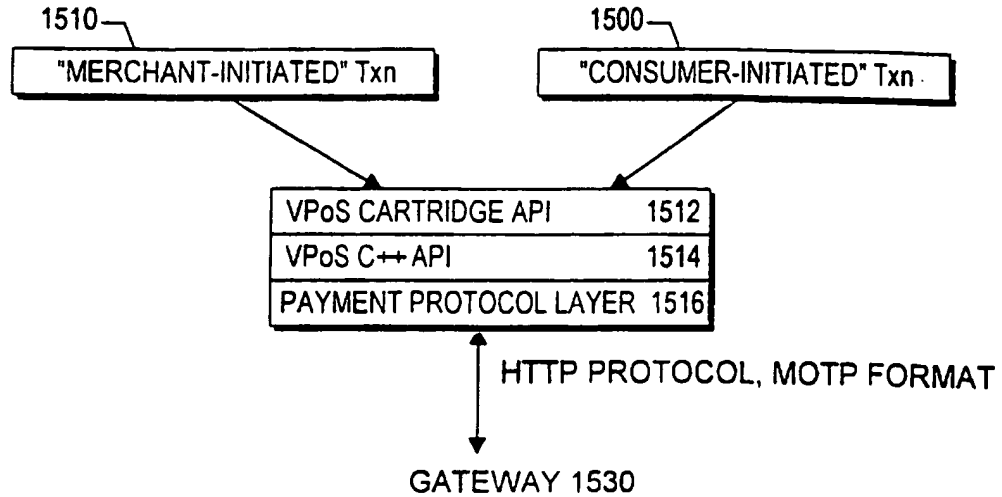 1510
1500
"MERCHANT-INITIATED" Txn
"CONSUMER-INITIATED" Txn
VPoS CARTRIDGE API 1512
VPoS C++ API 1514
PAYMENT PROTOCOL LAYER 1516
HTTP PROTOCOL, MOTP FORMAT
GATEWAY 1530